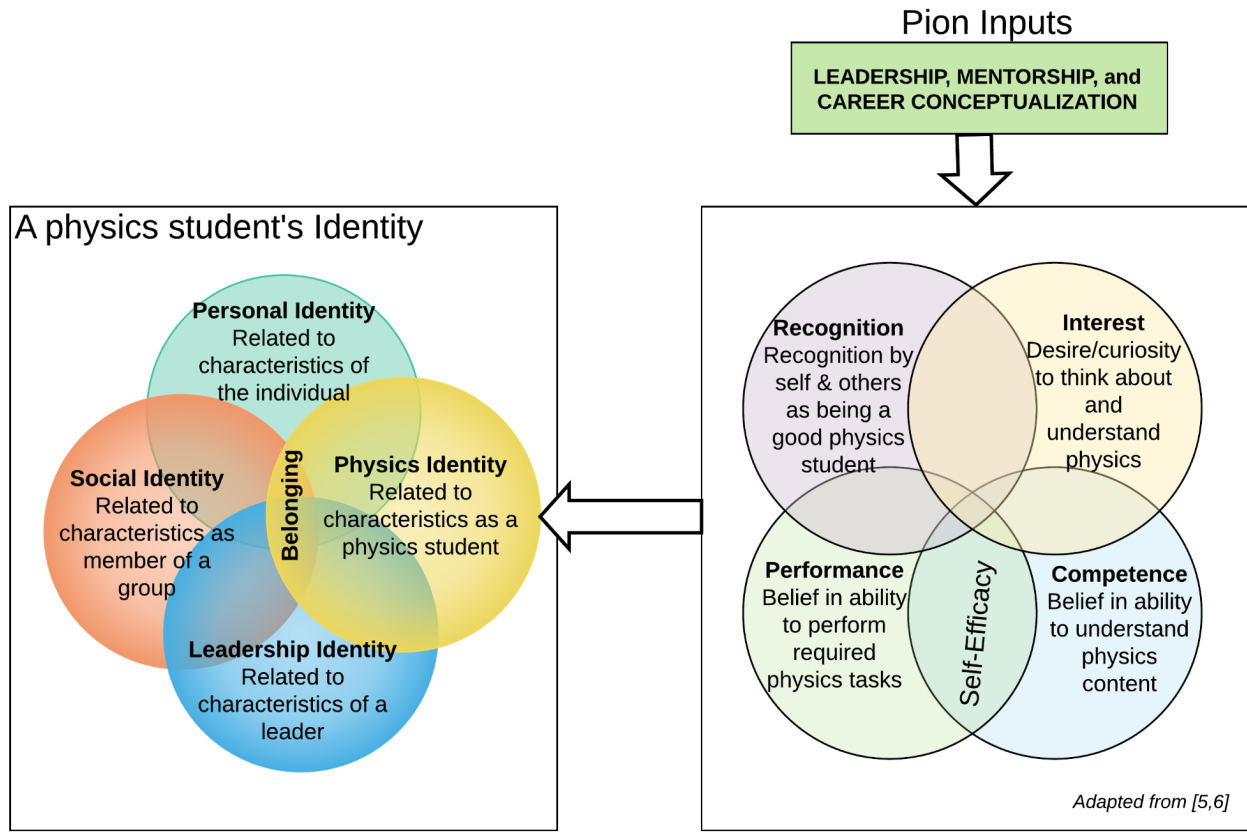 Pion Inputs
LEADERSHIP, MENTORSHIP, and
CAREER CONCEPTUALIZATION
A physics student's Identity
Personal Identity
Related to
characteristics of
the individual
Social Identity
Related to
characteristics as
member of a
group
Belonging
Physics Identity
Related to
characteristics as a
physics student
Leadership Identity
Related to
characteristics of a
leader
Recognition
Recognition by
self & others
as being a
good physics
student
Interest
Desire/curiosity
to think about
and
understand
physics
Performance
Belief in ability
to perform
required
physics tasks
Self-Efficacy
Competence
Belief in ability
to understand
physics
content
Adapted from [5,6]